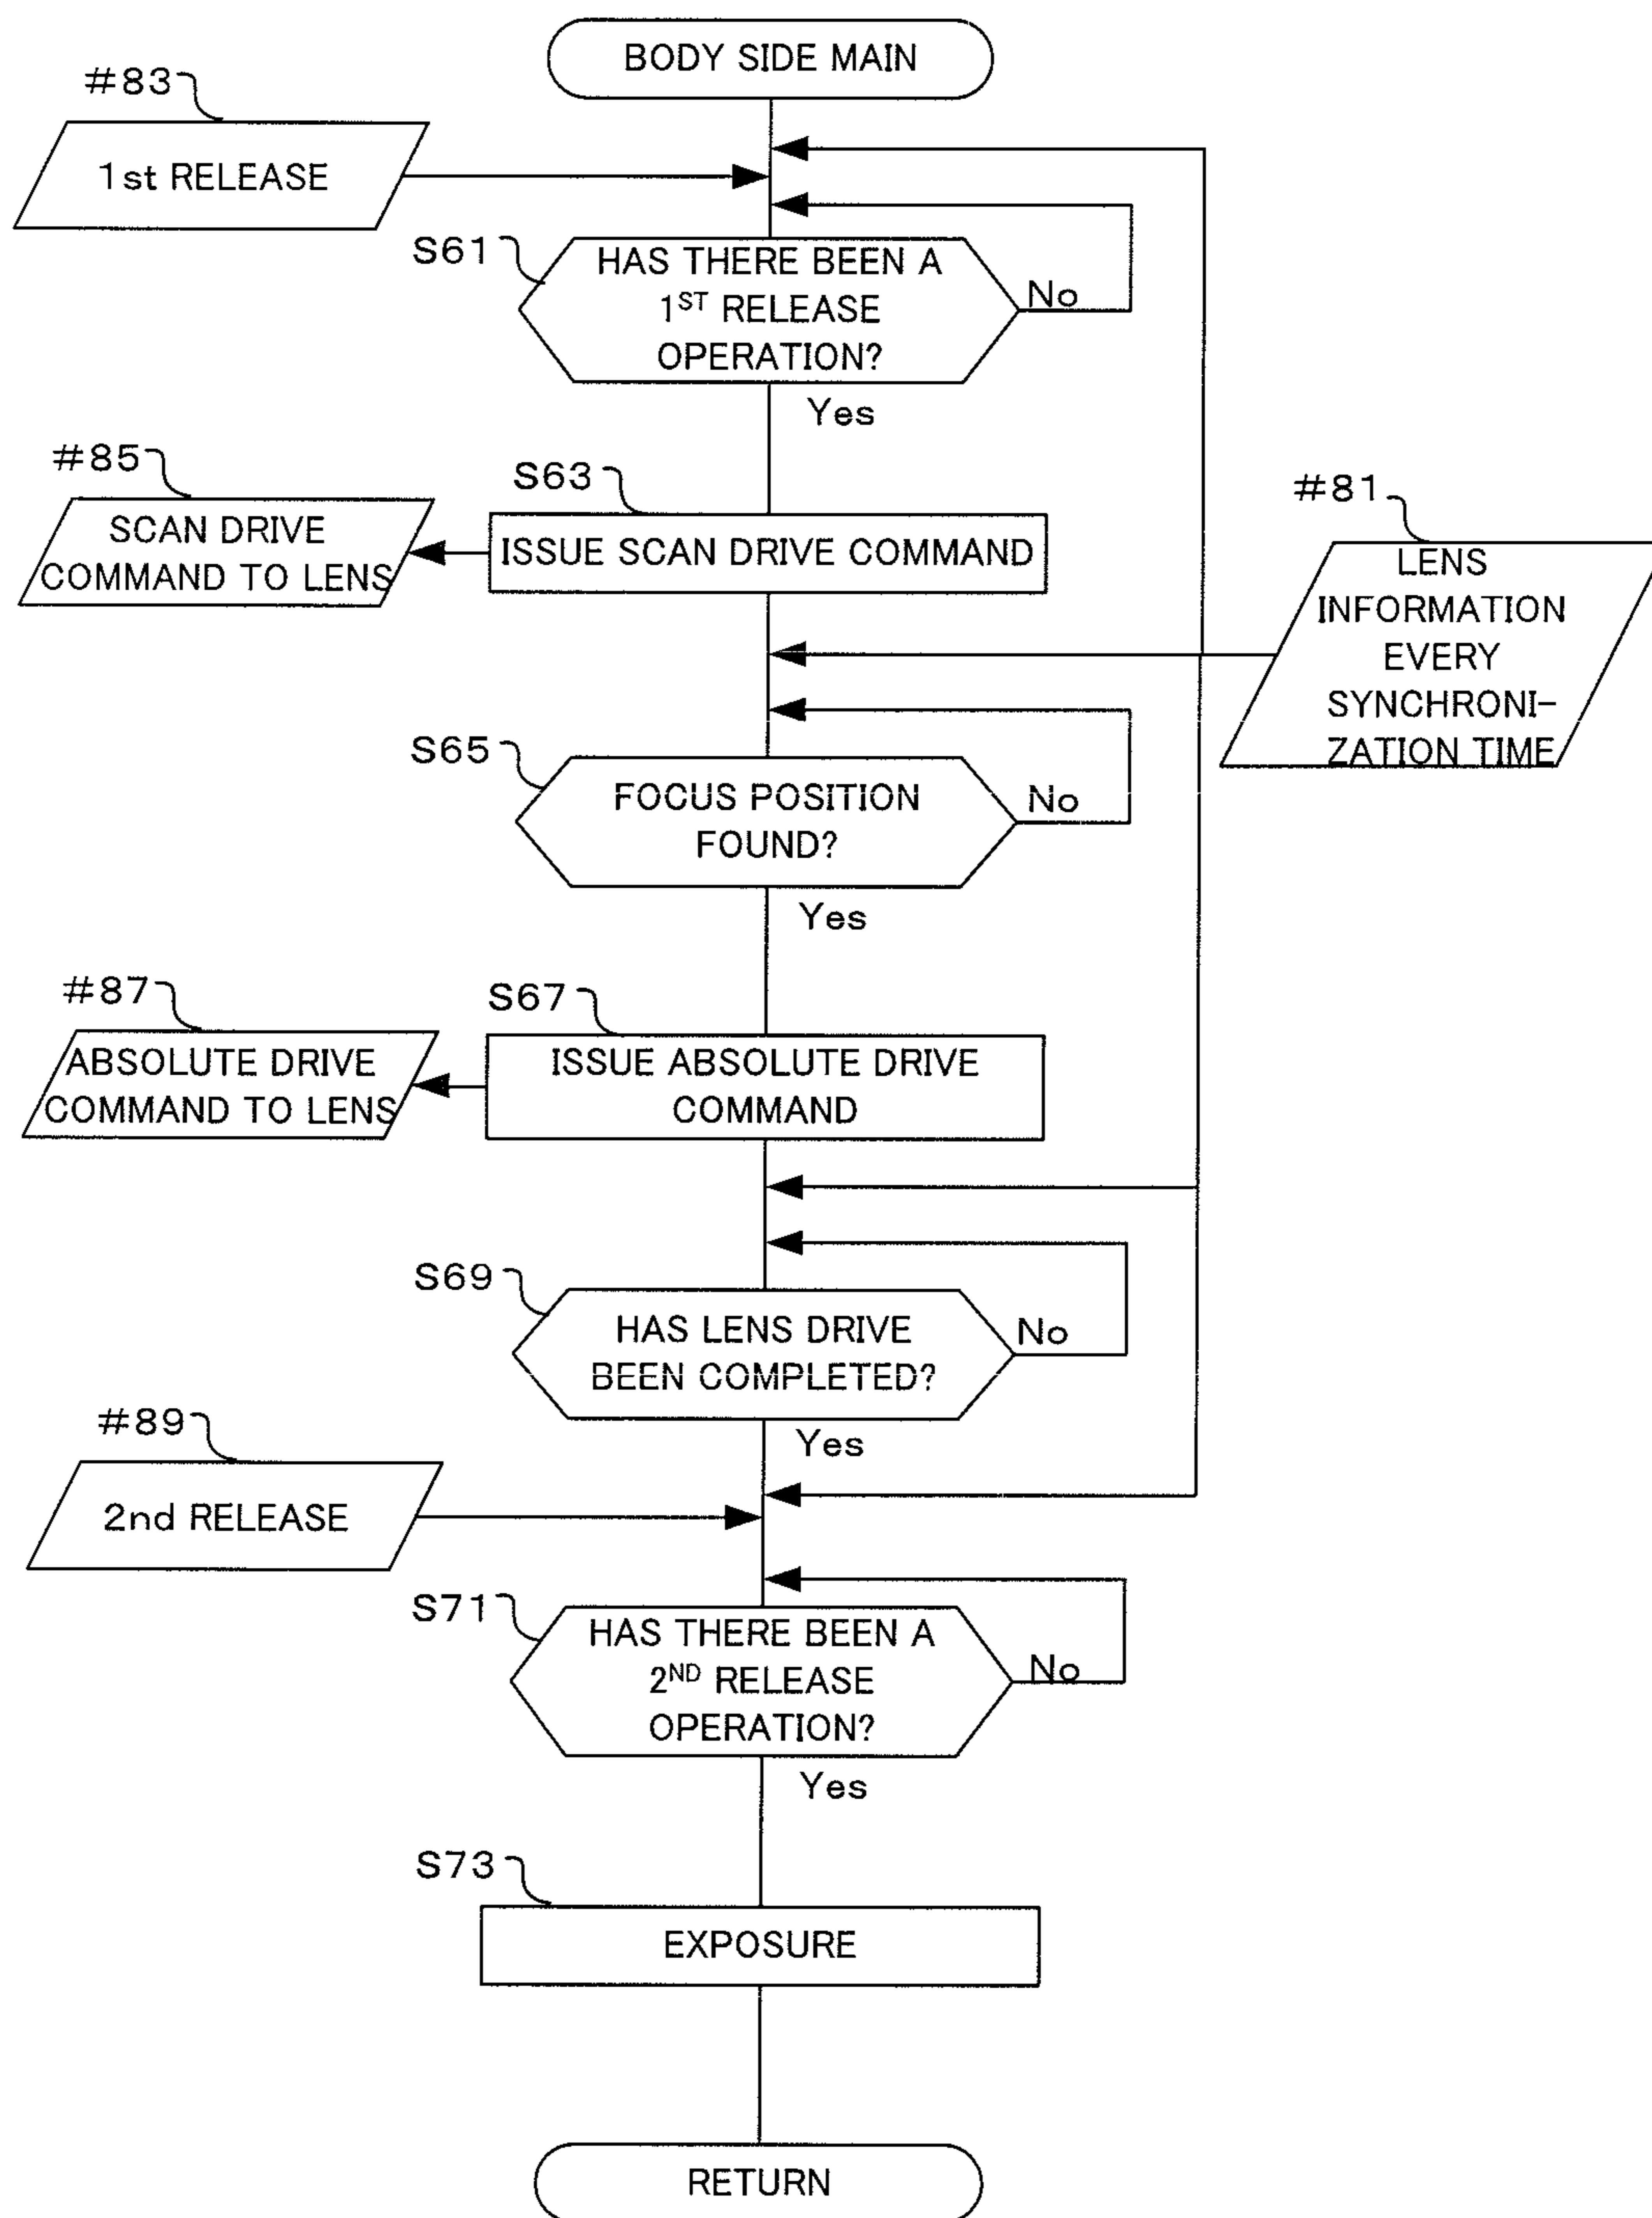 BODY SIDE MAIN
#83
1st RELEASE
S61
HAS THERE BEEN A
1ST RELEASE
OPERATION?
No
Yes
#85
SCAN DRIVE
COMMAND TO LENS
S63
ISSUE SCAN DRIVE COMMAND
#81
LENS
INFORMATION
EVERY
SYNCHRONI-
ZATION TIME
S65
FOCUS POSITION
FOUND?
No
Yes
#87
ABSOLUTE DRIVE
COMMAND TO LENS
S67
ISSUE ABSOLUTE DRIVE
COMMAND
S69
HAS LENS DRIVE
BEEN COMPLETED?
No
Yes
#89
2nd RELEASE
S71
HAS THERE BEEN A
2ND RELEASE
OPERATION?
No
Yes
S73
EXPOSURE
RETURN